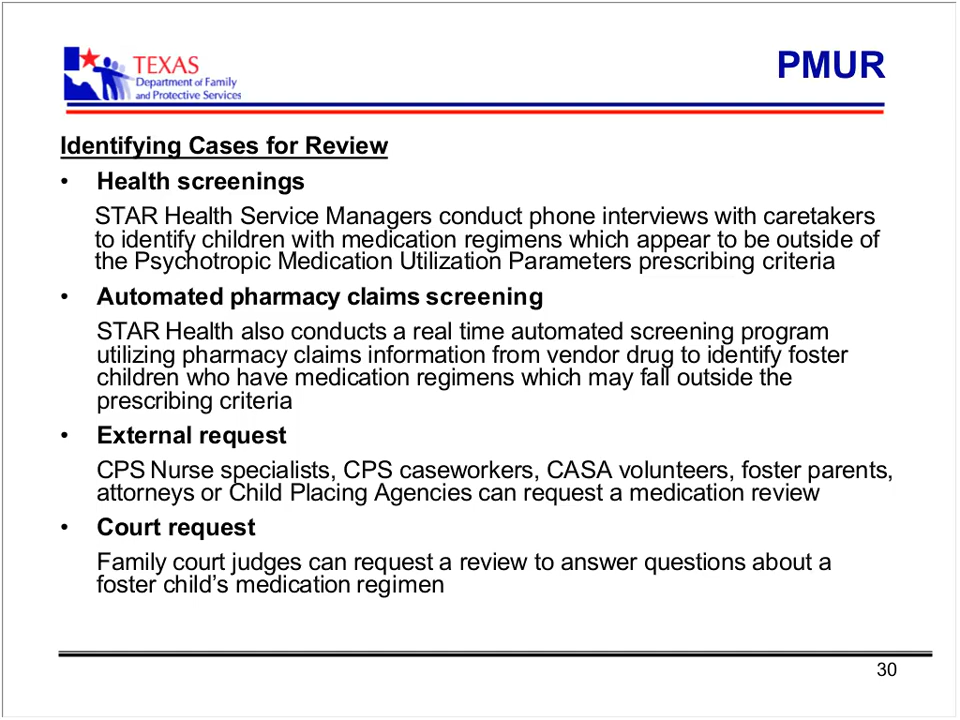 TEXAS
Department of Family
and Protective Services
PMUR
Identifying Cases for Review
• Health screenings
STAR Health Service Managers conduct phone interviews with caretakers
to identify children with medication regimens which appear to be outside of
the Psychotropic Medication Utilization Parameters prescribing criteria
• Automated pharmacy claims screening
STAR Health also conducts a real time automated screening program
utilizing pharmacy claims information from vendor drug to identify foster
children who have medication regimens which may fall outside the
prescribing criteria
• External request
CPS Nurse specialists, CPS caseworkers, CASA volunteers, foster parents,
attorneys or Child Placing Agencies can request a medication review
• Court request
Family court judges can request a review to answer questions about a
foster child’s medication regimen
30